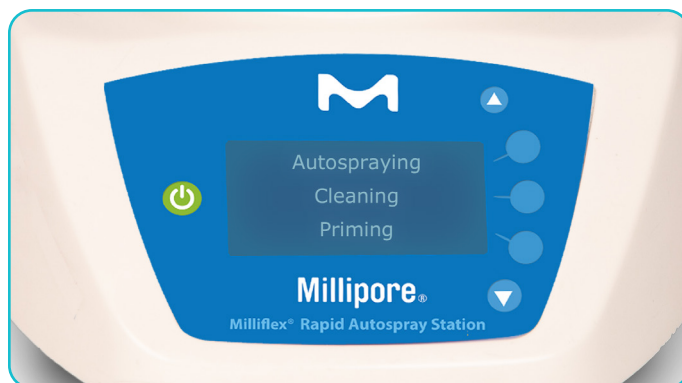 Autospraying
Cleaning
Priming
Millipore®
Milliflex® Rapid Autospray Station